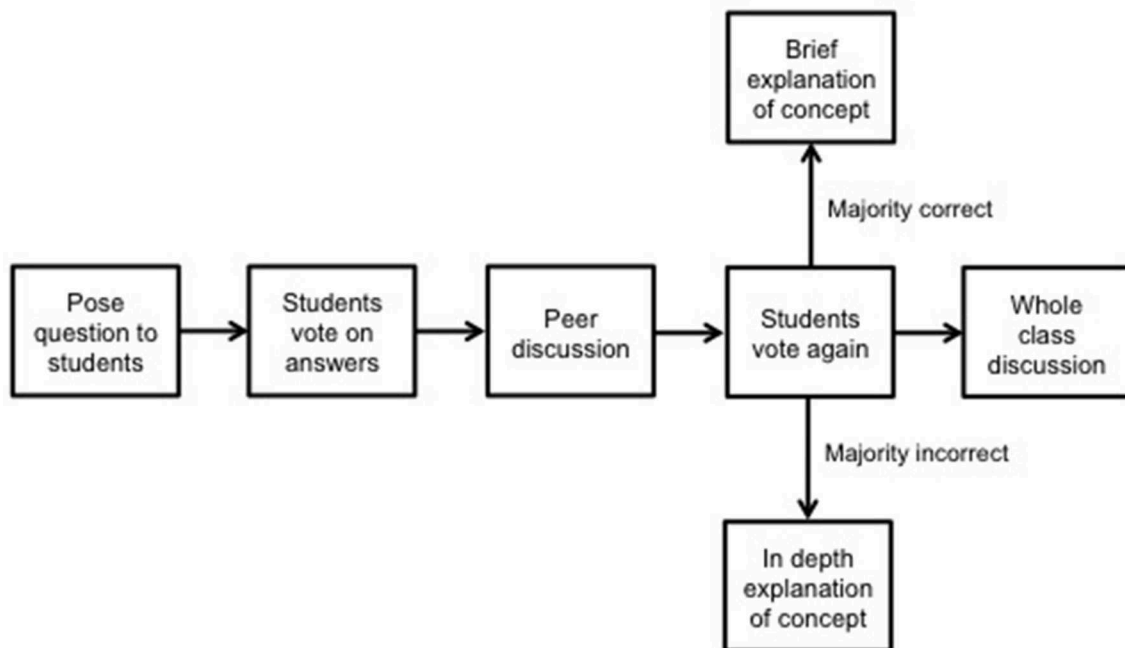 Brief
explanation
of concept
Majority correct
Pose
question to
students
Students
vote on
answers
Peer
discussion
Students
vote again
Whole
class
discussion
Majority incorrect
In depth
explanation
of concept